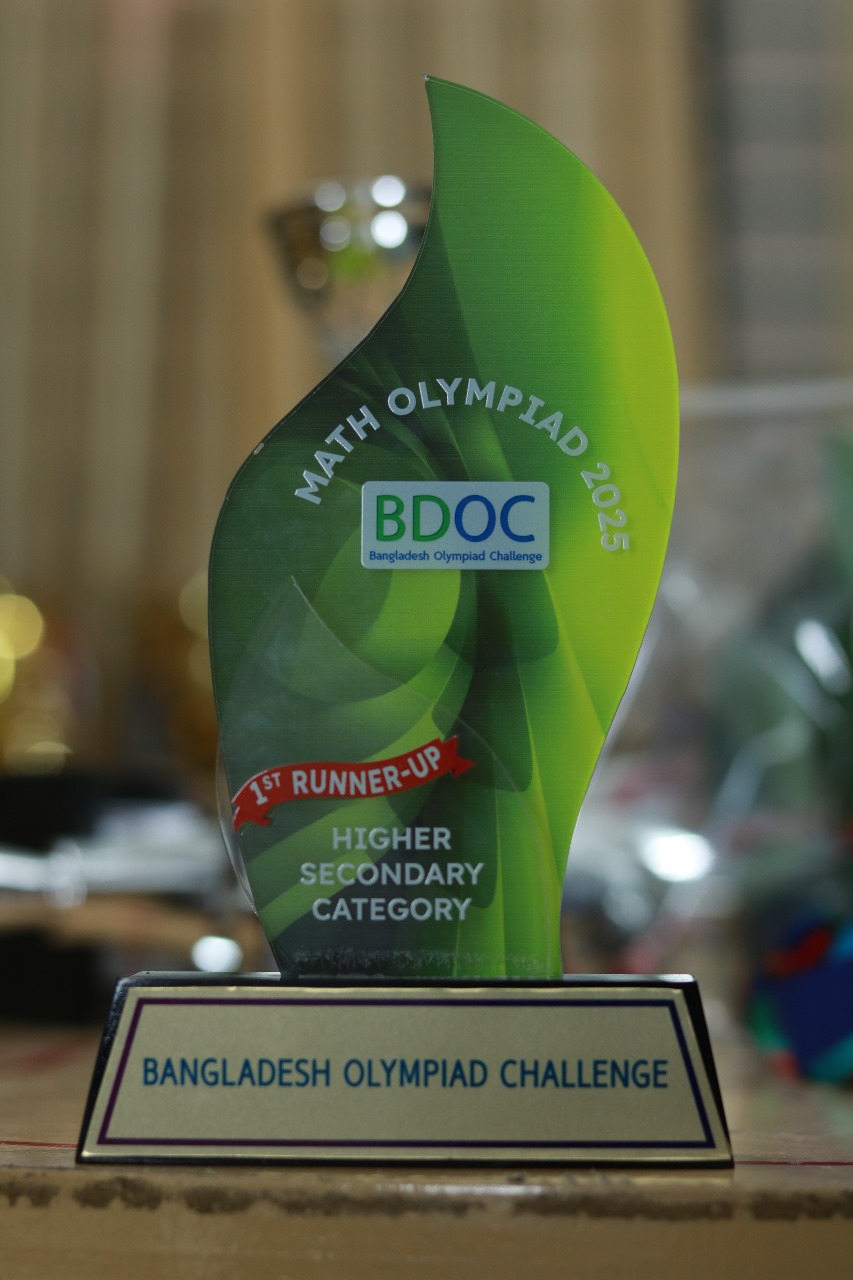 MATH OLYMPIAD 2025
BDOC
Bangladesh Olympiad Challenge
1ST RUNNER-UP
HIGHER
SECONDARY
CATEGORY
BANGLADESH OLYMPIAD CHALLENGE